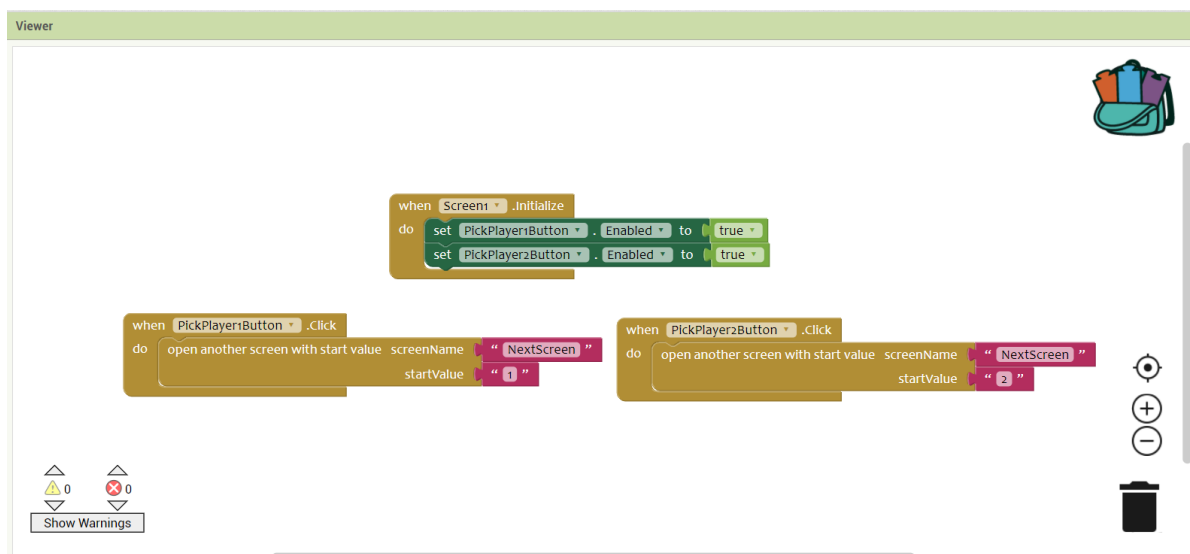 Viewer
when Screen1 .Initialize
do set PickPlayer1Button . Enabled to true
set PickPlayer2Button . Enabled to true
when PickPlayer1Button .Click
do open another screen with start value screenName “ NextScreen ”
startValue “ 1 ”
when PickPlayer2Button .Click
do open another screen with start value screenName “ NextScreen ”
startValue “ 2 ”
0 0
Show Warnings